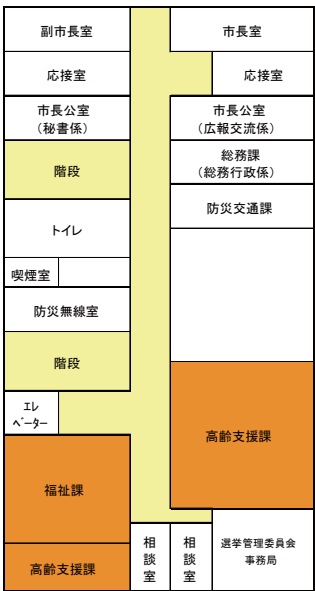 副市長室
市長室
応接室
応接室
市長公室
(秘書係)
市長公室
(広報交流係)
階段
総務課
(総務行政係)
防災交通課
トイレ
喫煙室
防災無線室
階段
エレ
ベーター
高齢支援課
福祉課
高齢支援課
相談室
相談室
選挙管理委員会
事務局